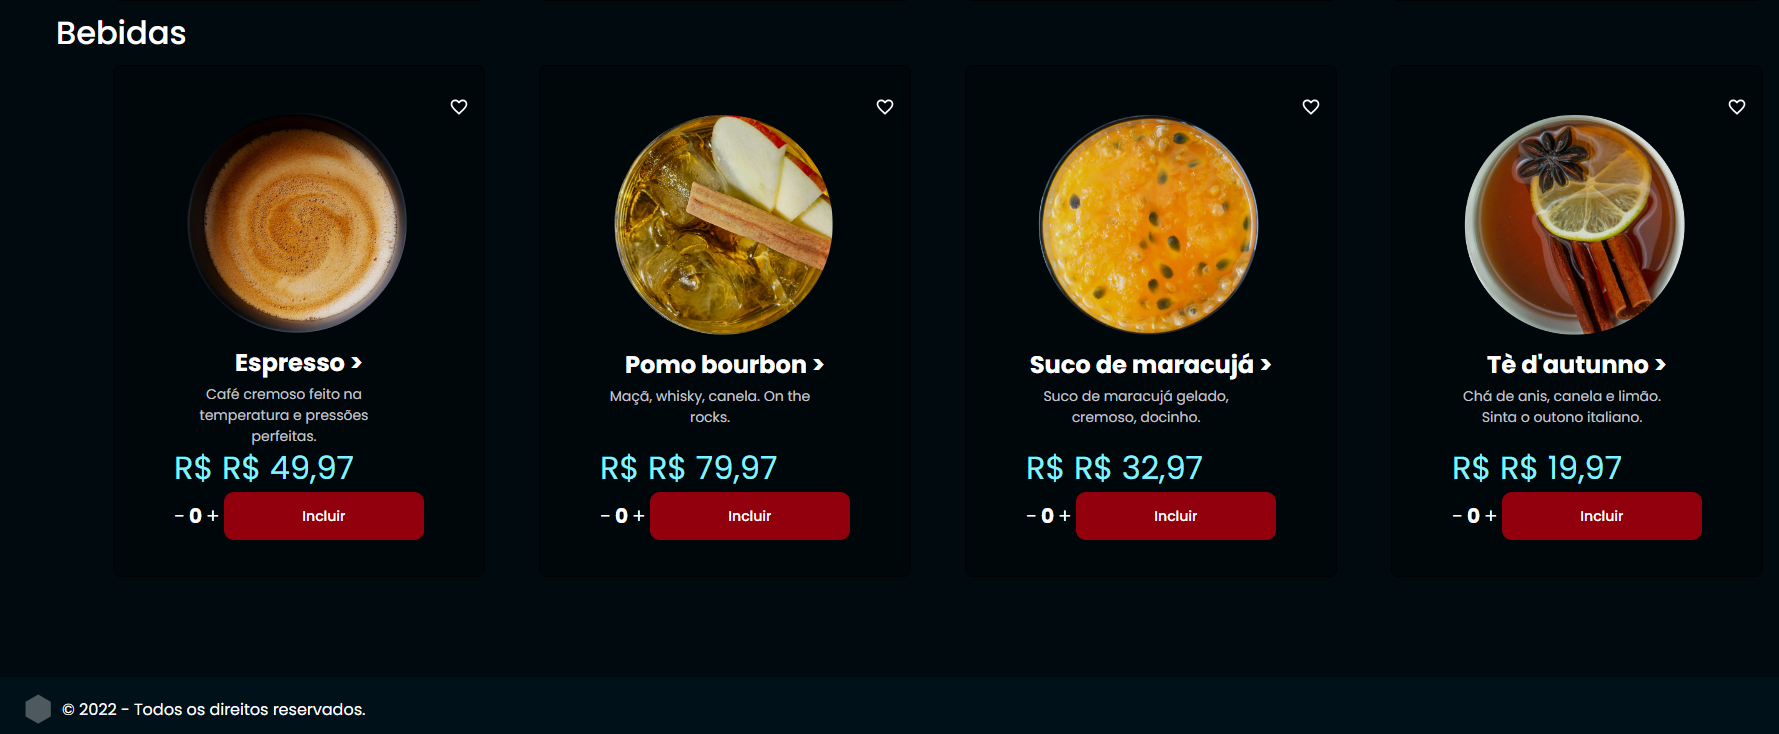 Bebidas
Espresso >
Café cremoso feito na
temperatura e pressões
perfeitas.
R$ R$ 49,97
− 0 + Incluir
Pomo bourbon >
Maçã, whisky, canela. On the
rocks.
R$ R$ 79,97
− 0 + Incluir
Suco de maracujá >
Suco de maracujá gelado,
cremoso, docinho.
R$ R$ 32,97
− 0 + Incluir
Tè d'autunno >
Chá de anis, canela e limão.
Sinta o outono italiano.
R$ R$ 19,97
− 0 + Incluir
© 2022 - Todos os direitos reservados.